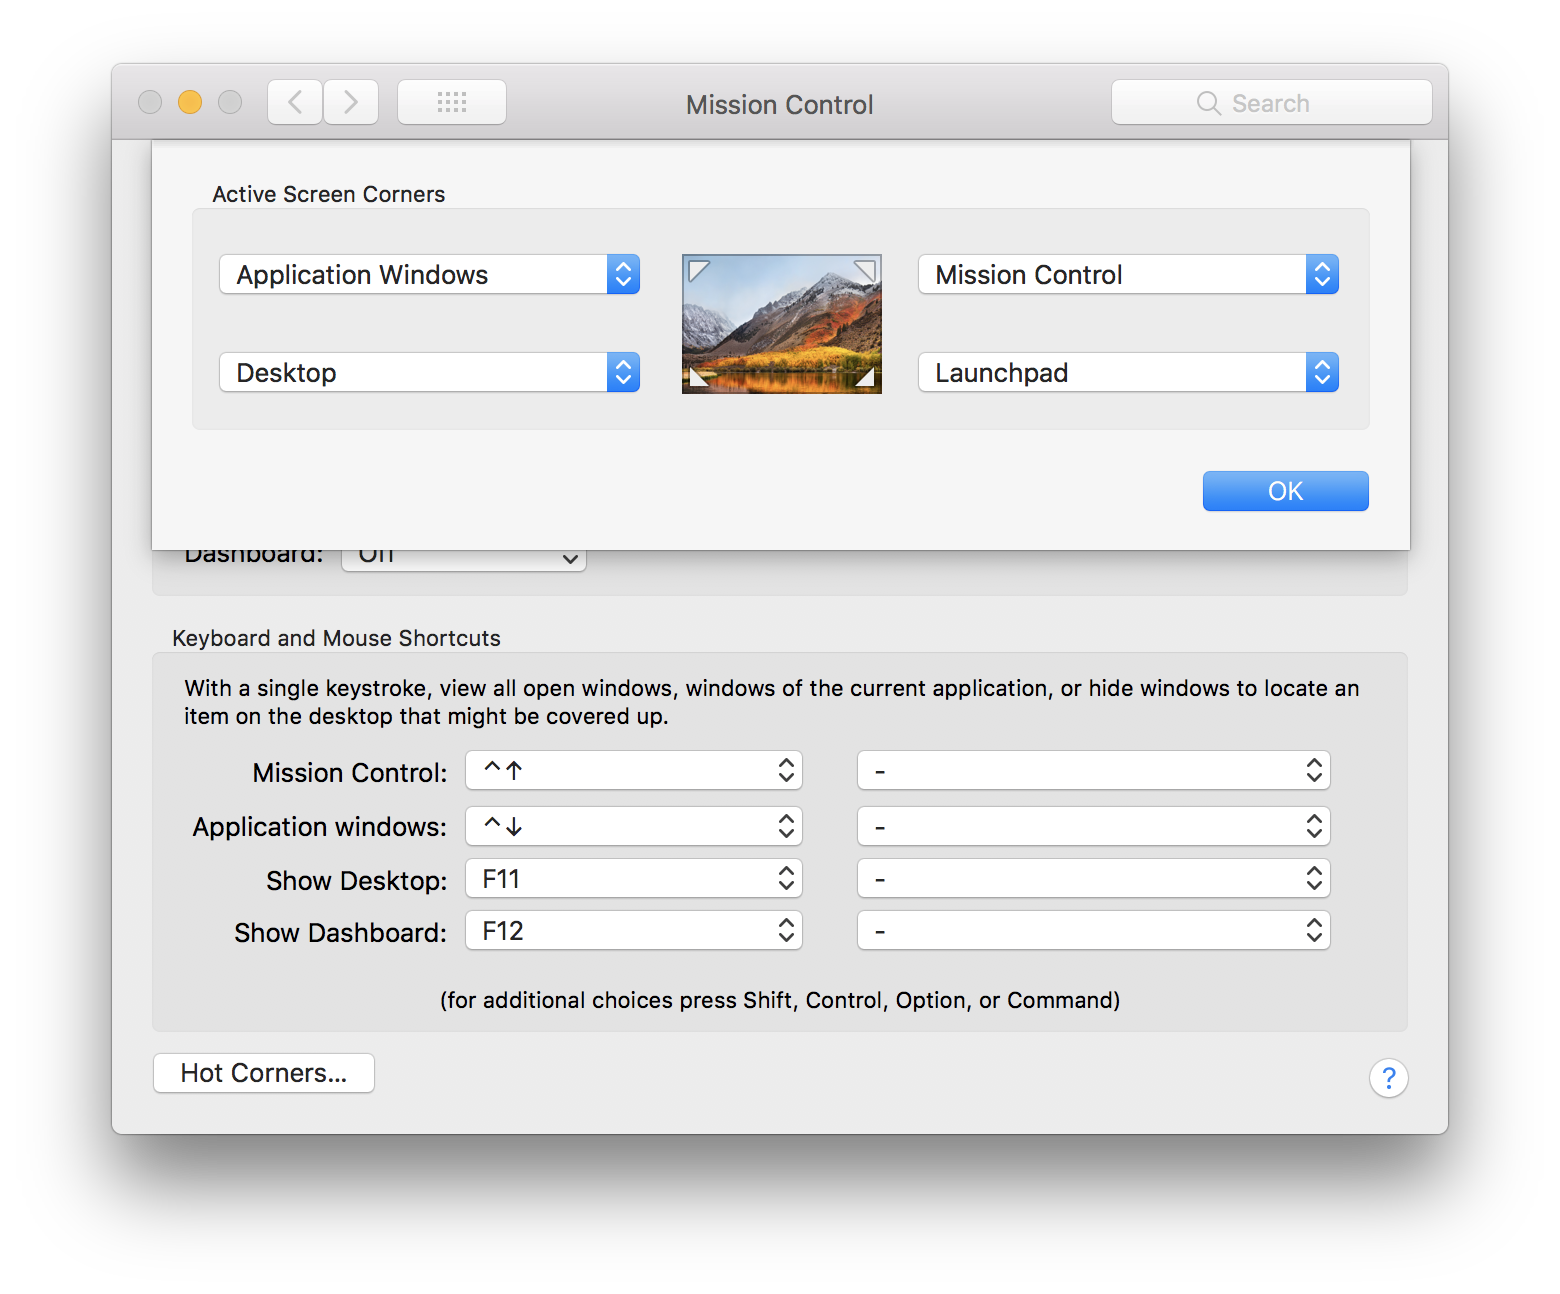 Mission Control
Search
Active Screen Corners
Application Windows
Mission Control
Desktop
Launchpad
OK
Dashboard: Off
Keyboard and Mouse Shortcuts
With a single keystroke, view all open windows, windows of the current application, or hide windows to locate an
item on the desktop that might be covered up.
Mission Control: ^↑ -
Application windows: ^↓ -
Show Desktop: F11 -
Show Dashboard: F12 -
(for additional choices press Shift, Control, Option, or Command)
Hot Corners...
?